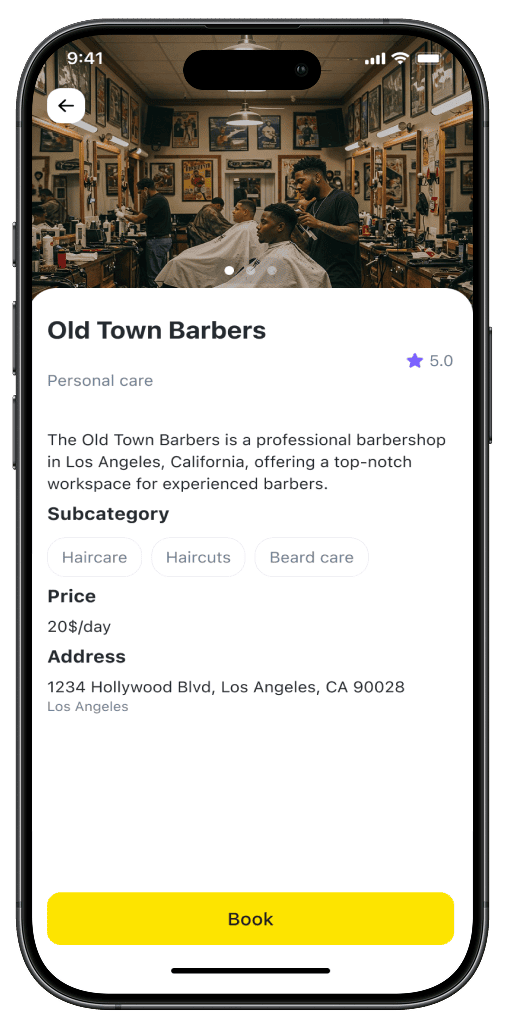 9:41
Old Town Barbers
5.0
Personal care
The Old Town Barbers is a professional barbershop
in Los Angeles, California, offering a top-notch
workspace for experienced barbers.
Subcategory
Haircare Haircuts Beard care
Price
20$/day
Address
1234 Hollywood Blvd, Los Angeles, CA 90028
Los Angeles
Book